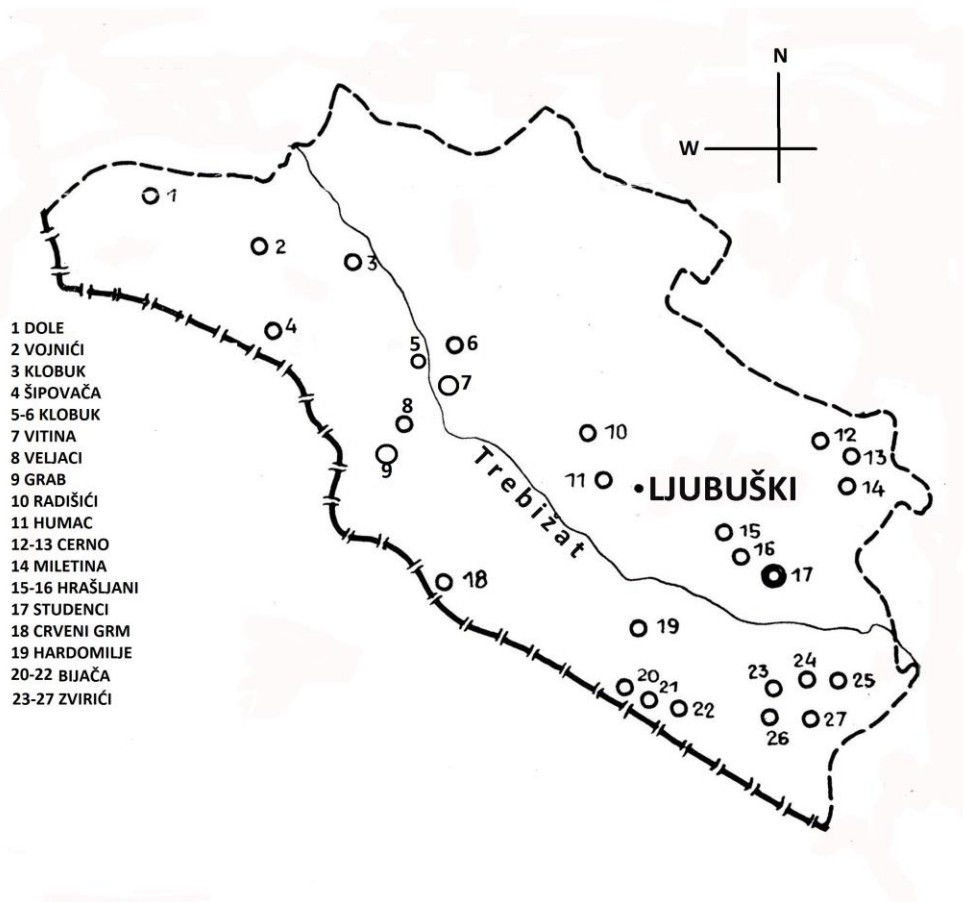 N
W
1
2
3
4
5
6
7
8
9
10
11
LJUBUŠKI
12
13
14
15
16
17
Trebižat
18
19
20
21
22
23
24
25
26
27
1 DOLE
2 VOJNIĆI
3 KLOBUK
4 ŠIPOVAČA
5-6 KLOBUK
7 VITINA
8 VELJACI
9 GRAB
10 RADIŠIĆI
11 HUMAC
12-13 CERNO
14 MILETINA
15-16 HRAŠLJANI
17 STUDENCI
18 CRVENI GRM
19 HARDOMILJE
20-22 BIJAČA
23-27 ZVIRIĆI